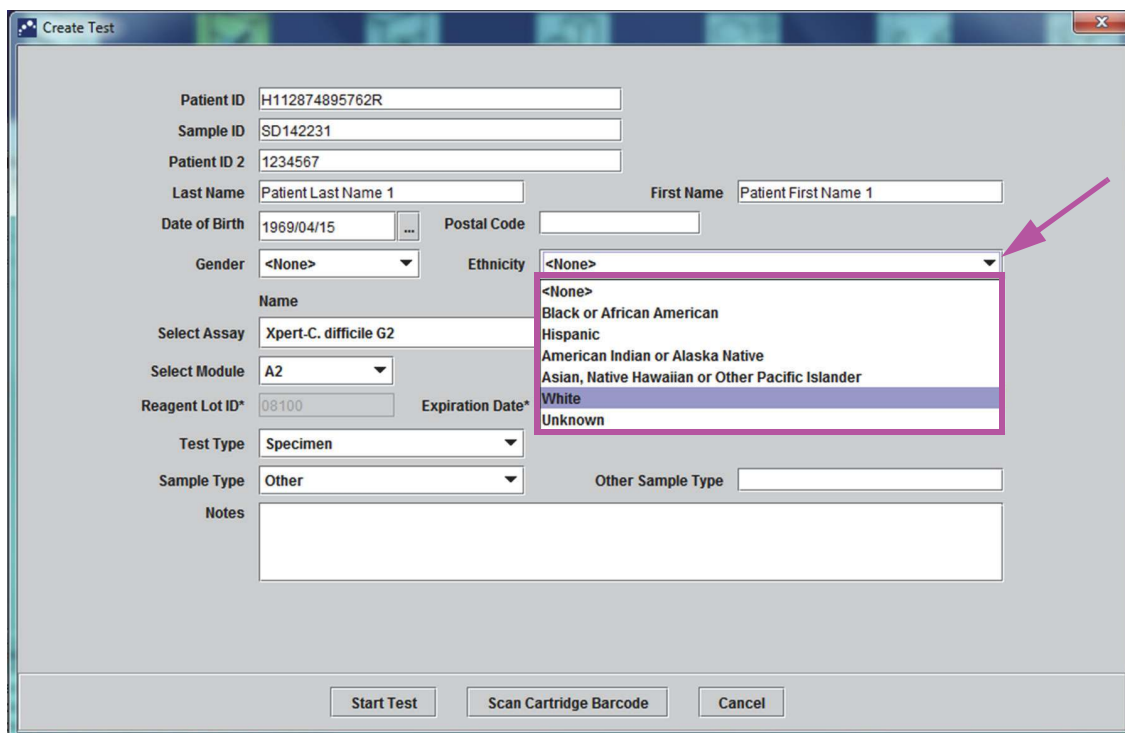 Create Test
Patient ID H112874895762R
Sample ID SD142231
Patient ID 2 1234567
Last Name Patient Last Name 1 First Name Patient First Name 1
Date of Birth 1969/04/15 ... Postal Code
Gender <None> Ethnicity <None>
<None>
Name
Black or African American
Hispanic
Select Assay Xpert-C. difficile G2
American Indian or Alaska Native
Select Module A2
Asian, Native Hawaiian or Other Pacific Islander
White
Reagent Lot ID* 08100 Expiration Date*
Unknown
Test Type Specimen
Sample Type Other Other Sample Type
Notes
Start Test Scan Cartridge Barcode Cancel